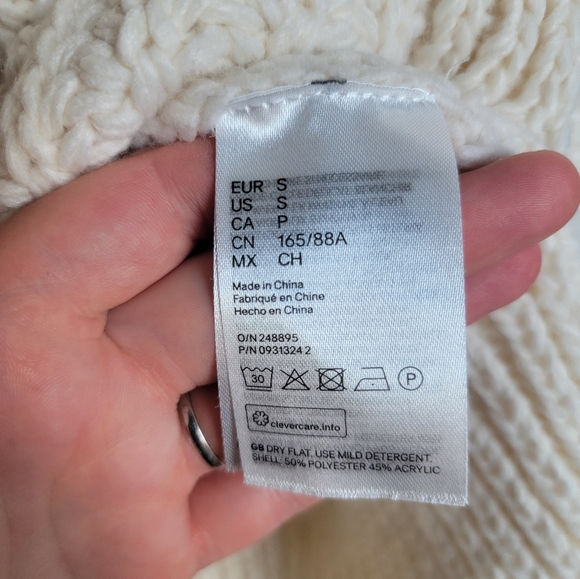 EUR S
US S
CA P
CN 165/88A
MX CH
Made in China
Fabriqué en Chine
Hecho en China
O/N 248895
P/N 0931324 2
30
P
clevercare.info
GB DRY FLAT. USE MILD DETERGENT.
SHELL: 50% POLYESTER 45% ACRYLIC